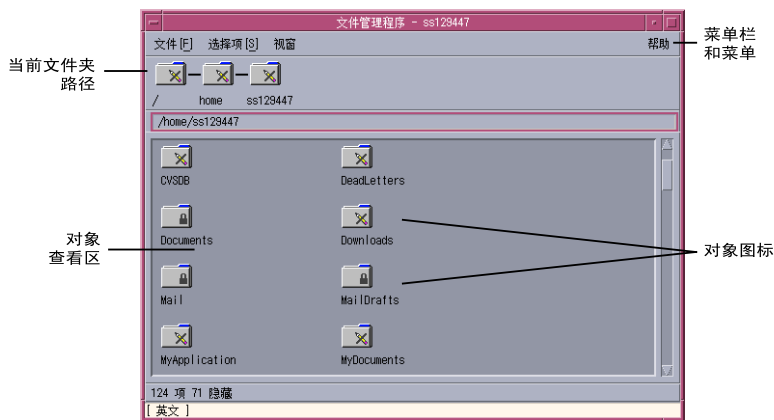 文件管理程序 - ss129447
文件[F] 选择项[S] 视窗 帮助
菜单栏
和菜单
当前文件夹
路径
/ home ss129447
/home/ss129447
CVSDB DeadLetters
Documents Downloads
对象
查看区
对象图标
Mail MailDrafts
MyApplication MyDocuments
124 项 71 隐藏
[ 英文 ]